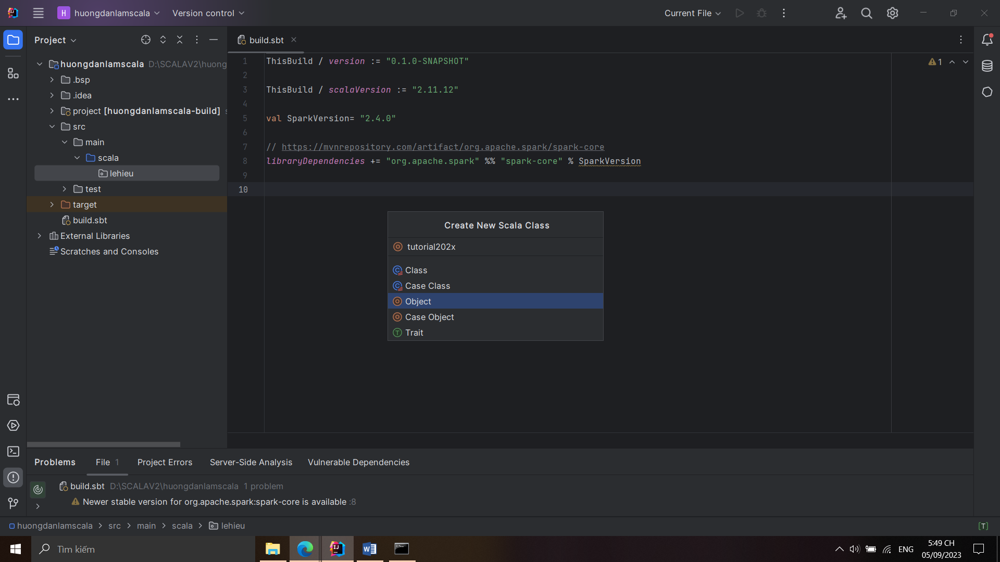 H huongdanlamscala Version control Current File
Project
build.sbt
huongdanlamscala D:\SCALAV2\huong
.bsp
.idea
project [huongdanlamscala-build]
src
main
scala
lehieu
test
target
build.sbt
External Libraries
Scratches and Consoles
1 ThisBuild / version := "0.1.0-SNAPSHOT"
2
3 ThisBuild / scalaVersion := "2.11.12"
4
5 val SparkVersion= "2.4.0"
6
7 // https://mvnrepository.com/artifact/org.apache.spark/spark-core
8 libraryDependencies += "org.apache.spark" %% "spark-core" % SparkVersion
9
10
1
Create New Scala Class
tutorial202x
Class
Case Class
Object
Case Object
Trait
Problems File 1 Project Errors Server-Side Analysis Vulnerable Dependencies
build.sbt D:\SCALAV2\huongdanlamscala 1 problem
Newer stable version for org.apache.spark:spark-core is available :8
huongdanlamscala > src > main > scala > lehieu
[T]
Tìm kiếm
ENG
5:49 CH
05/09/2023